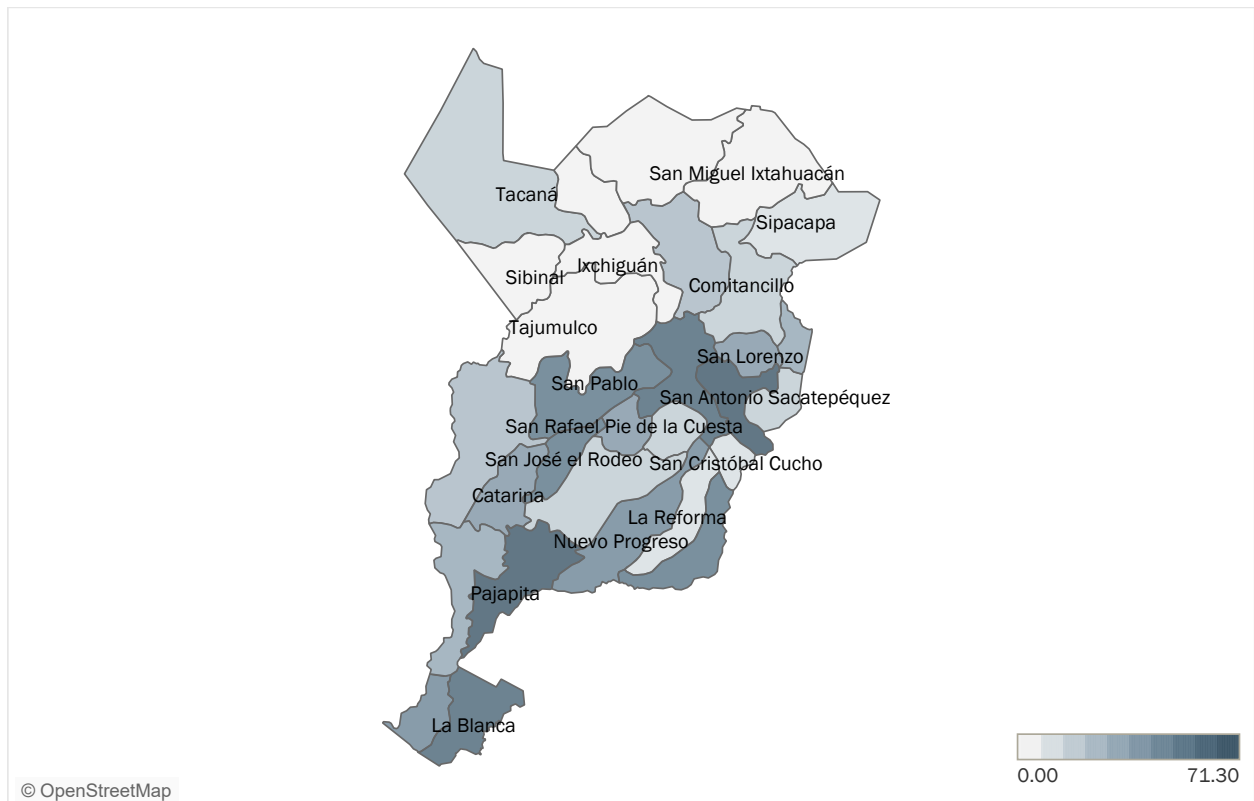 San Miguel Ixtahuacán
Tacaná
Sipacapa
Ixchiguán
Sibinal
Comitancillo
Tajumulco
San Lorenzo
San Pablo
San Antonio Sacatepéquez
San Rafael Pie de la Cuesta
San José el Rodeo
San Cristóbal Cucho
Catarina
La Reforma
Nuevo Progreso
Pajapita
La Blanca
0.00
71.30
© OpenStreetMap